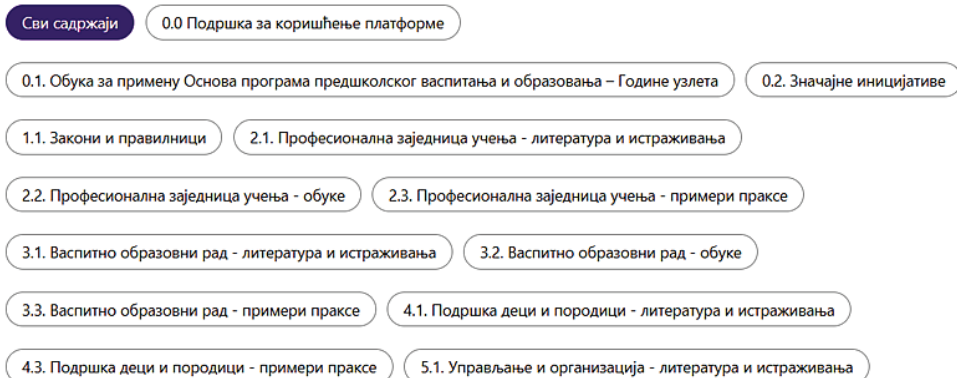 Сви садржаји 0.0 Подршка за коришћење платформе
0.1. Обука за примену Основа програма предшколског васпитања и образовања – Године узлета 0.2. Значајне иницијативе
1.1. Закони и правилници 2.1. Професионална заједница учења - литература и истраживања
2.2. Професионална заједница учења - обуке 2.3. Професионална заједница учења - примери праксе
3.1. Васпитно образовни рад - литература и истраживања 3.2. Васпитно образовни рад - обуке
3.3. Васпитно образовни рад - примери праксе 4.1. Подршка деци и породици - литература и истраживања
4.3. Подршка деци и породици - примери праксе 5.1. Управљање и организација - литература и истраживања